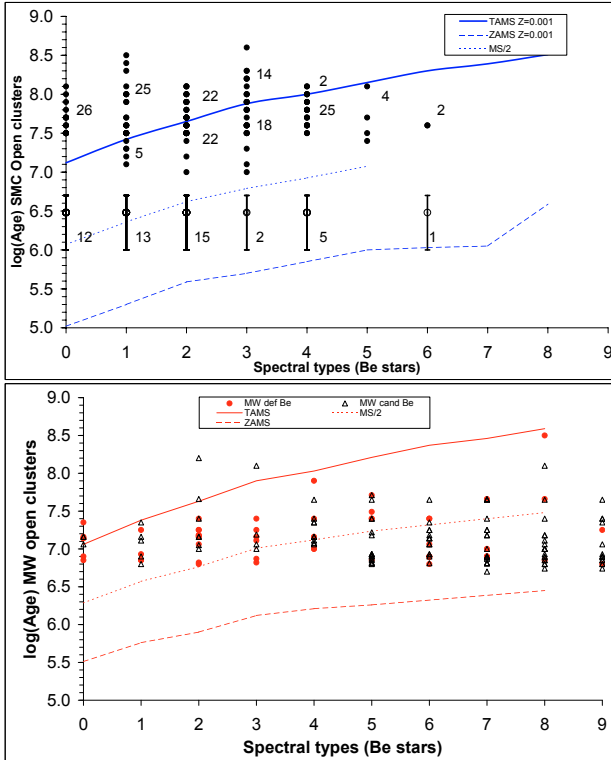 log(Age) SMC Open clusters
9.0
8.5
8.0
7.5
7.0
6.5
6.0
5.5
5.0
TAMS Z=0.001
ZAMS Z=0.001
MS/2
14
2
25
22
4
26
25
2
22
18
5
12
13
15
2
5
1
0 1 2 3 4 5 6 7 8 9
Spectral types (Be stars)
log(Age) MW open clusters
9.0
8.5
8.0
7.5
7.0
6.5
6.0
5.5
5.0
MW def Be MW cand Be
TAMS MS/2
ZAMS
0 1 2 3 4 5 6 7 8 9
Spectral types (Be stars)